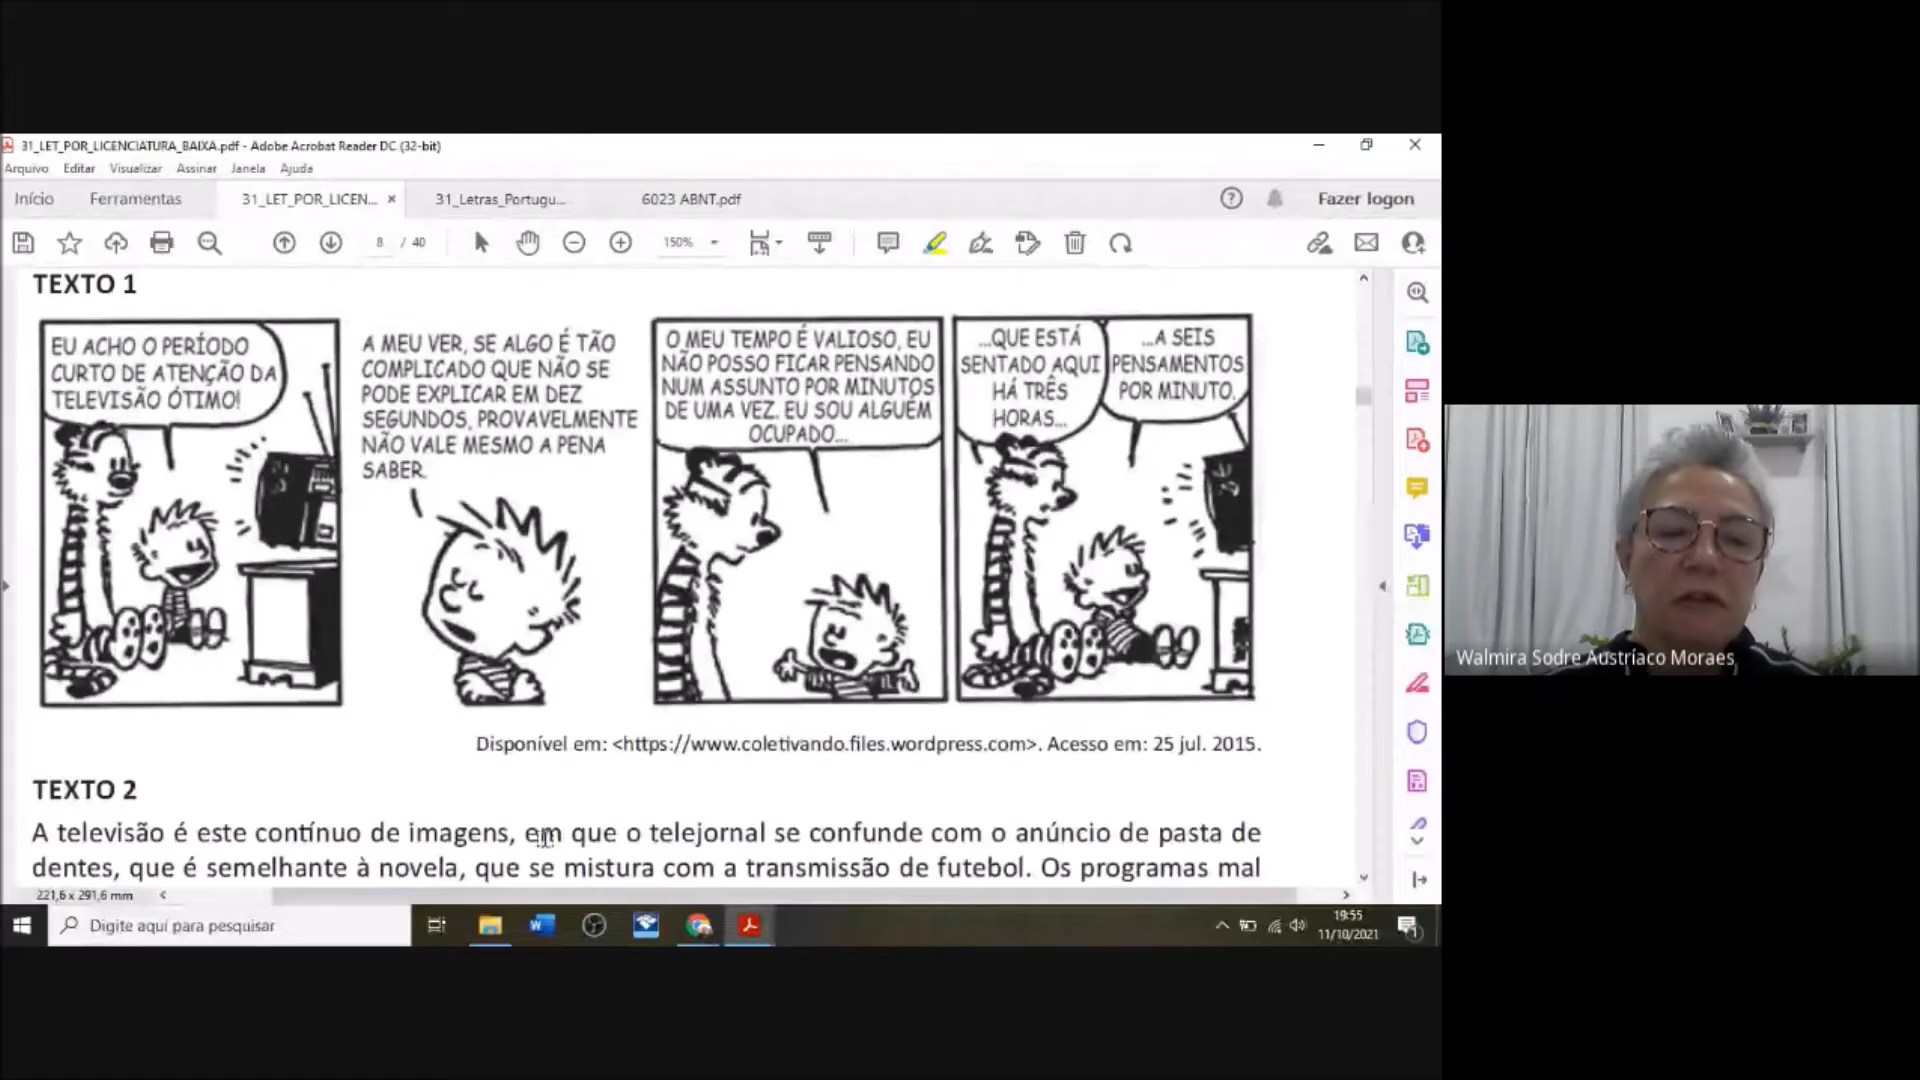 31_LET_POR_LICENCIATURA_BAIXA.pdf - Adobe Acrobat Reader DC (32-bit)
Arquivo Editar Visualizar Assinar Janela Ajuda
Início Ferramentas 31_LET_POR_LICEN... × 31_Letras_Portugu... 6023 ABNT.pdf Fazer logon
8 / 40 150%
TEXTO 1
EU ACHO O PERÍODO
CURTO DE ATENÇÃO DA
TELEVISÃO ÓTIMO!
A MEU VER, SE ALGO É TÃO
COMPLICADO QUE NÃO SE
PODE EXPLICAR EM DEZ
SEGUNDOS, PROVAVELMENTE
NÃO VALE MESMO A PENA
SABER.
O MEU TEMPO É VALIOSO, EU
NÃO POSSO FICAR PENSANDO
NUM ASSUNTO POR MINUTOS
DE UMA VEZ. EU SOU ALGUÉM
OCUPADO...
...QUE ESTÁ
SENTADO AQUI
HÁ TRÊS
HORAS...
...A SEIS
PENSAMENTOS
POR MINUTO.
Disponível em: <https://www.coletivando.files.wordpress.com>. Acesso em: 25 jul. 2015.
TEXTO 2
A televisão é este contínuo de imagens, em que o telejornal se confunde com o anúncio de pasta de
dentes, que é semelhante à novela, que se mistura com a transmissão de futebol. Os programas mal
221,6 x 291,6 mm
Digite aqui para pesquisar
19:55
11/10/2021
1
Walmira Sodre Austríaco Moraes